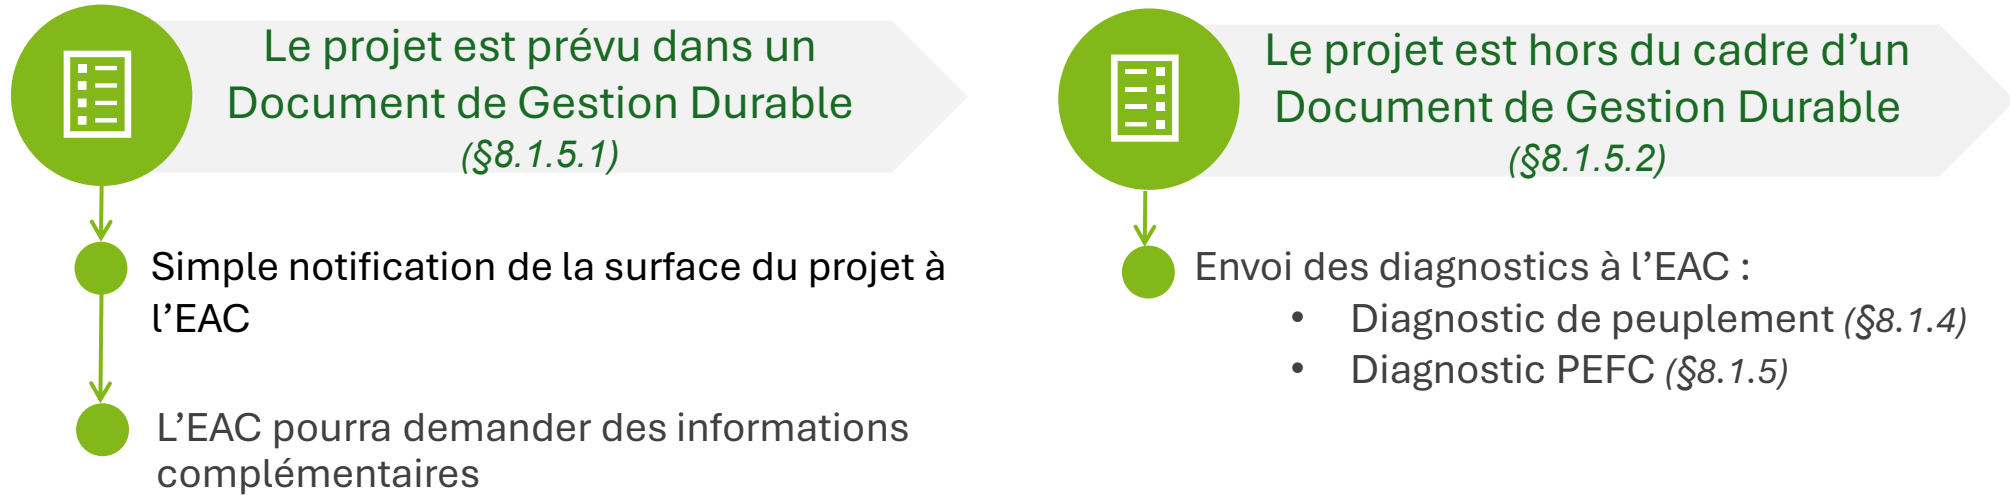 Le projet est prévu dans un
Document de Gestion Durable
(§8.1.5.1)
Simple notification de la surface du projet à
l’EAC
L’EAC pourra demander des informations
complémentaires
Le projet est hors du cadre d’un
Document de Gestion Durable
(§8.1.5.2)
Envoi des diagnostics à l’EAC :
• Diagnostic de peuplement (§8.1.4)
• Diagnostic PEFC (§8.1.5)